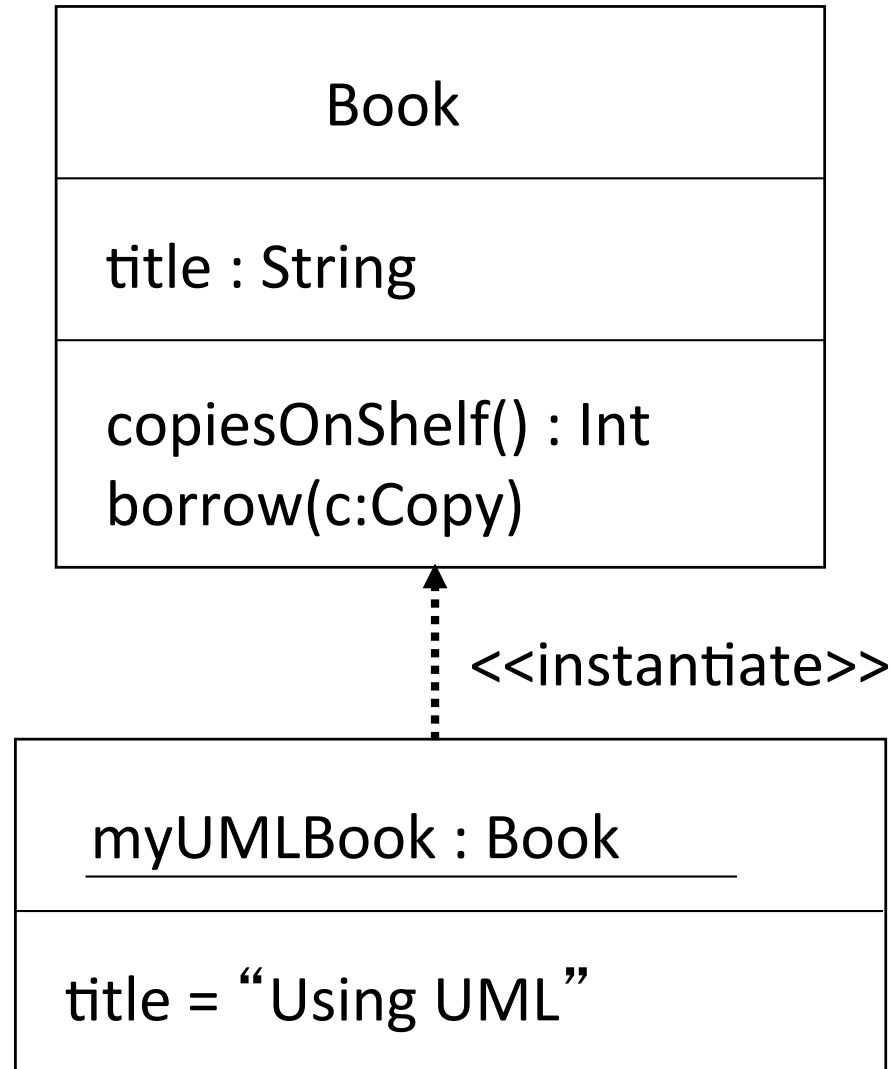 Book
title : String
copiesOnShelf() : Int
borrow(c:Copy)
<<instantiate>>
myUMLBook : Book
title = “Using UML”